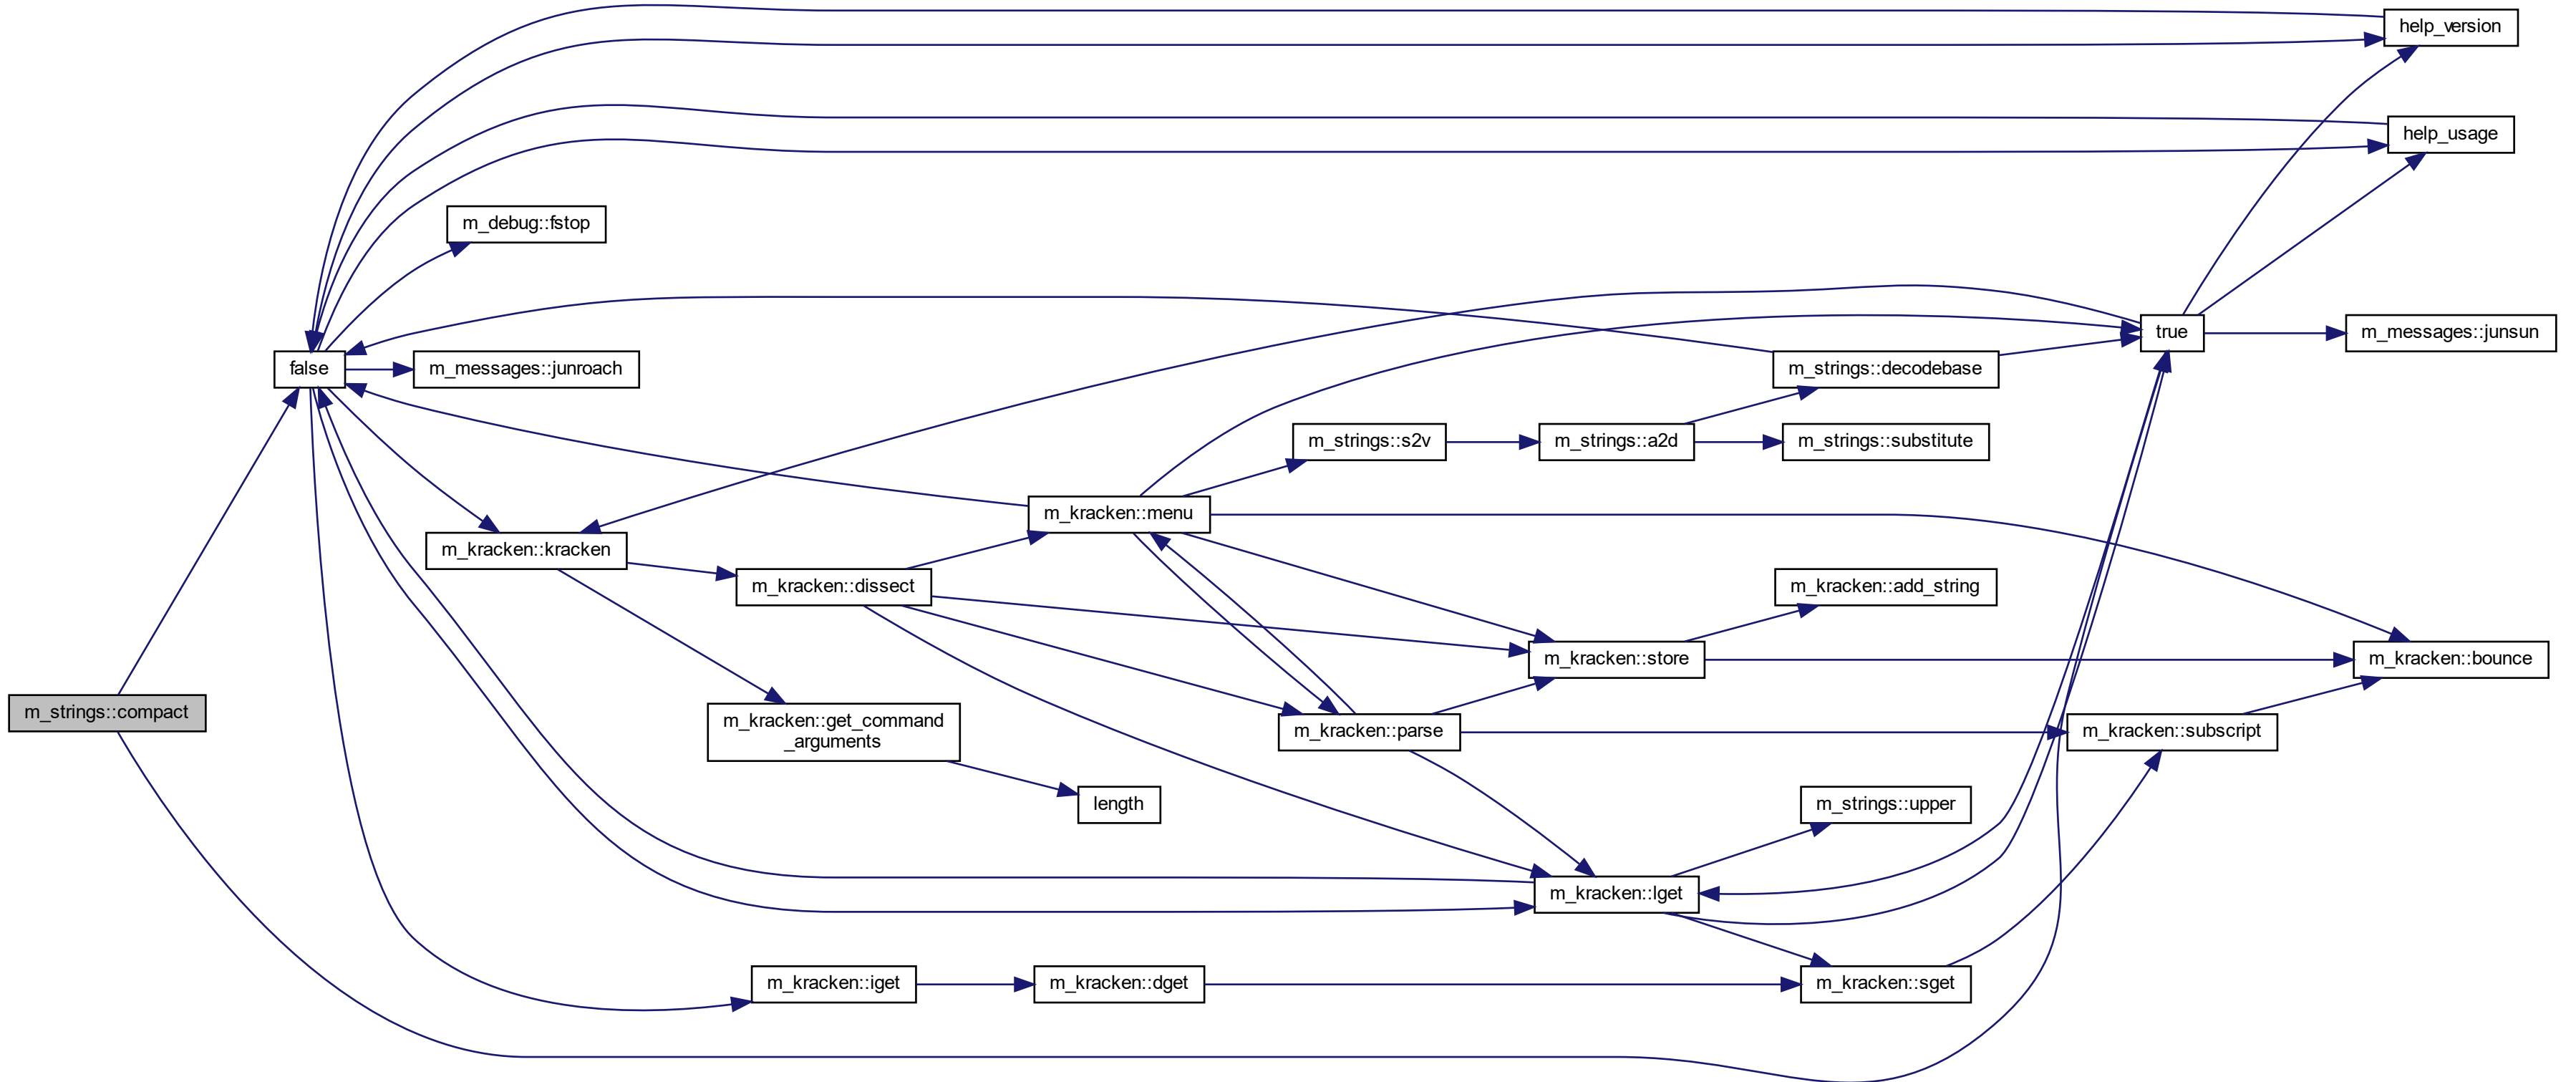 help_version
help_usage
m_debug::fstop
true
m_messages::junsun
false
m_messages::junroach
m_strings::decodebase
m_strings::s2v
m_strings::a2d
m_strings::substitute
m_kracken::menu
m_kracken::kracken
m_kracken::dissect
m_kracken::add_string
m_kracken::store
m_kracken::bounce
m_strings::compact
m_kracken::get_command
_arguments
m_kracken::parse
m_kracken::subscript
length
m_strings::upper
m_kracken::lget
m_kracken::iget
m_kracken::dget
m_kracken::sget